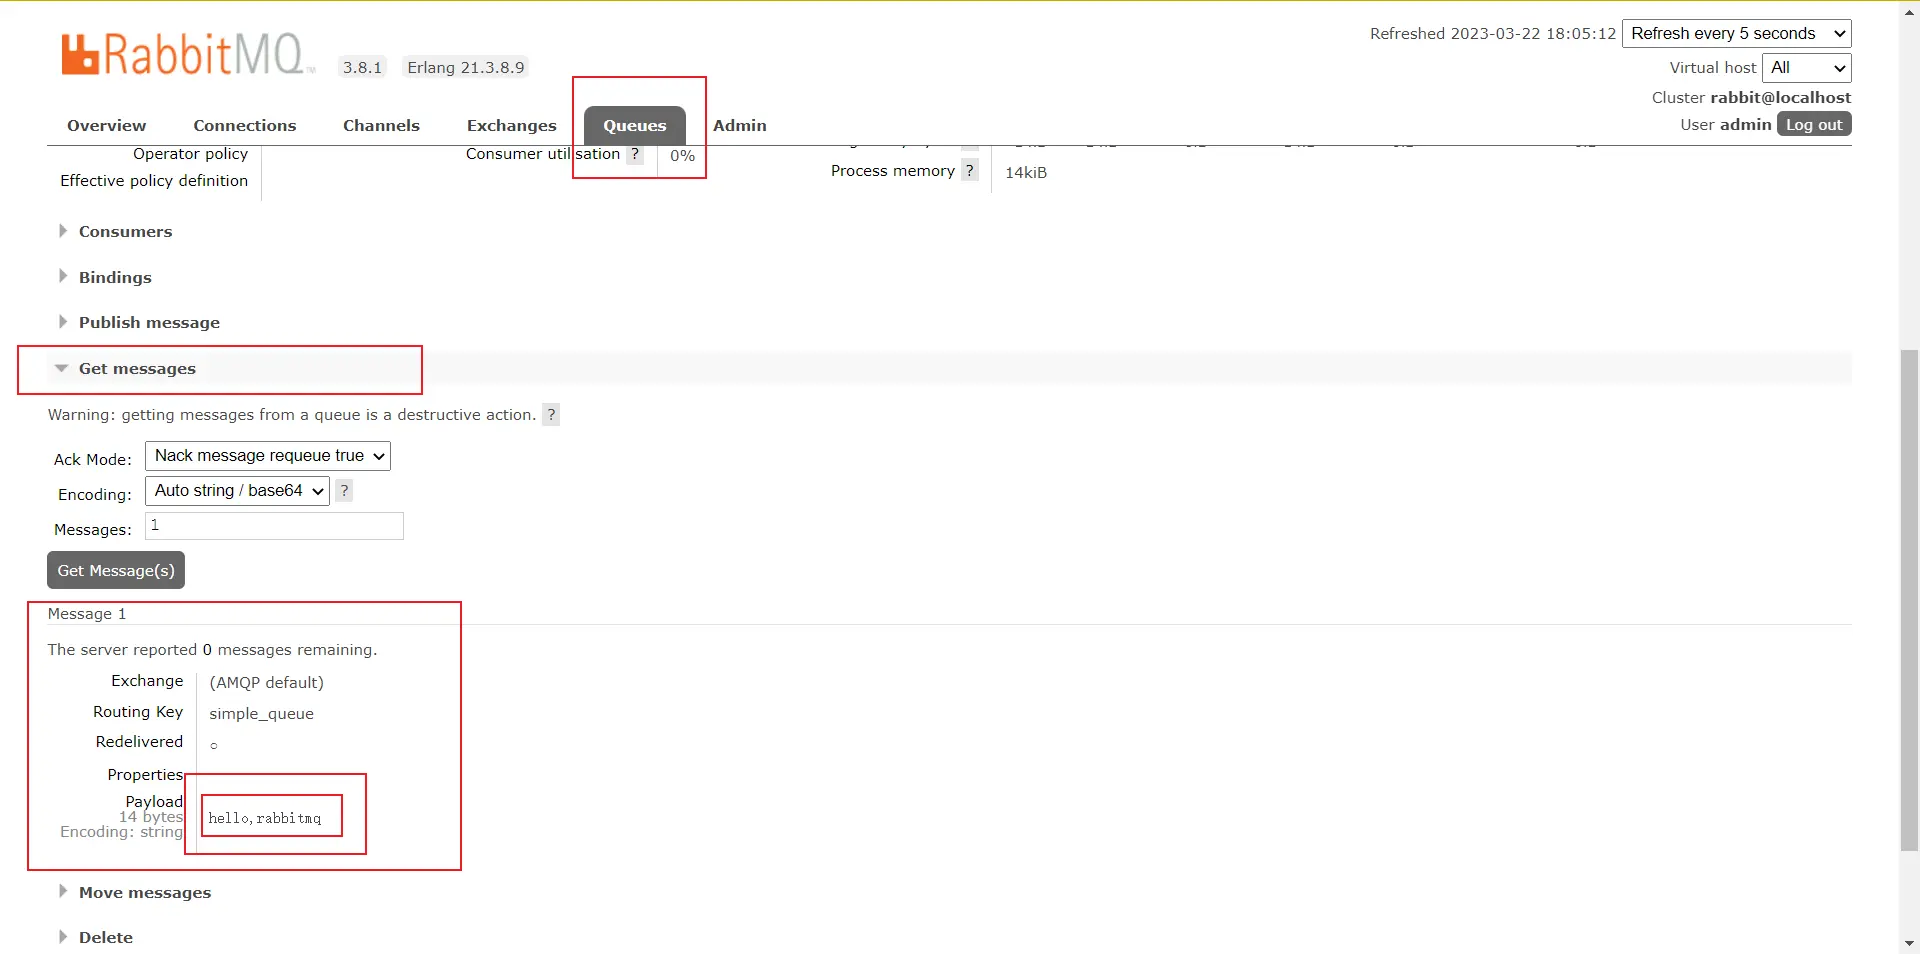 Refreshed 2023-03-22 18:05:12 Refresh every 5 seconds
RabbitMQ TM 3.8.1 Erlang 21.3.8.9
Virtual host All
Cluster rabbit@localhost
User admin Log out
Overview Connections Channels Exchanges Queues Admin
Operator policy
Consumer utilisation ? 0%
Effective policy definition
Process memory ? 14kiB
Consumers
Bindings
Publish message
Get messages
Warning: getting messages from a queue is a destructive action. ?
Ack Mode: Nack message requeue true
Encoding: Auto string / base64 ?
Messages: 1
Get Message(s)
Message 1
The server reported 0 messages remaining.
Exchange (AMQP default)
Routing Key simple_queue
Redelivered ○
Properties
Payload
14 bytes
Encoding: string
hello,rabbitmq
Move messages
Delete